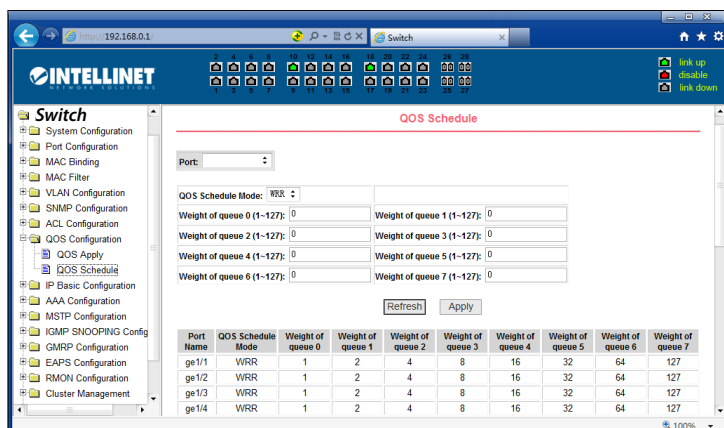 http://192.168.0.1
Switch
INTELLINET
NETWORK SOLUTIONS
2 4 6 8 10 12 14 16 18 20 22 24 26 28
1 3 5 7 9 11 13 15 17 19 21 23 25 27
link up
disable
link down
Switch
System Configuration
Port Configuration
MAC Binding
MAC Filter
VLAN Configuration
SNMP Configuration
ACL Configuration
QOS Configuration
QOS Apply
QOS Schedule
IP Basic Configuration
AAA Configuration
MSTP Configuration
IGMP SNOOPING Config
GMRP Configuration
EAPS Configuration
RMON Configuration
Cluster Management
QOS Schedule
Port:
QOS Schedule Mode: WRR
Weight of queue 0 (1~127): 0 Weight of queue 1 (1~127): 0
Weight of queue 2 (1~127): 0 Weight of queue 3 (1~127): 0
Weight of queue 4 (1~127): 0 Weight of queue 5 (1~127): 0
Weight of queue 6 (1~127): 0 Weight of queue 7 (1~127): 0
Refresh Apply
Port Name QOS Schedule Mode Weight of queue 0 Weight of queue 1 Weight of queue 2 Weight of queue 3 Weight of queue 4 Weight of queue 5 Weight of queue 6 Weight of queue 7
ge1/1 WRR 1 2 4 8 16 32 64 127
ge1/2 WRR 1 2 4 8 16 32 64 127
ge1/3 WRR 1 2 4 8 16 32 64 127
ge1/4 WRR 1 2 4 8 16 32 64 127
100%